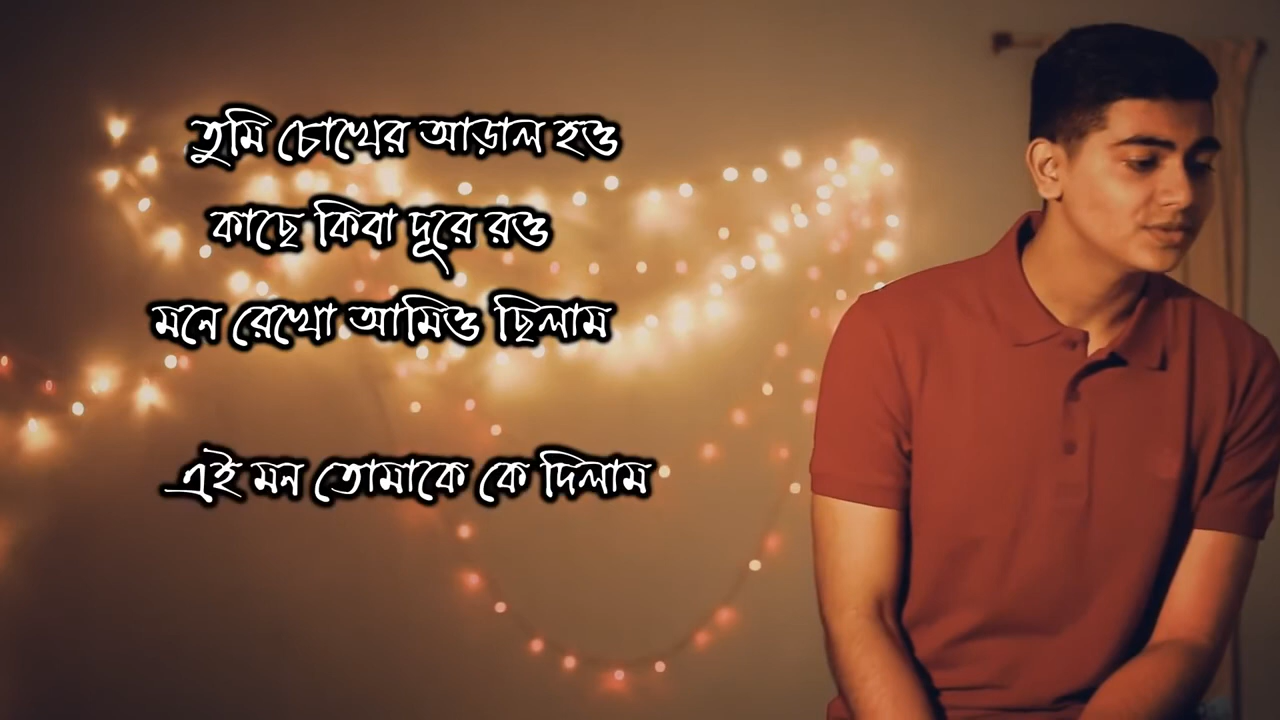 তুমি চোখের আড়াল হও
কাছে কিবা দূরে রও
মনে রেখো আমিও ছিলাম
এই মন তোমাকে কে দিলাম